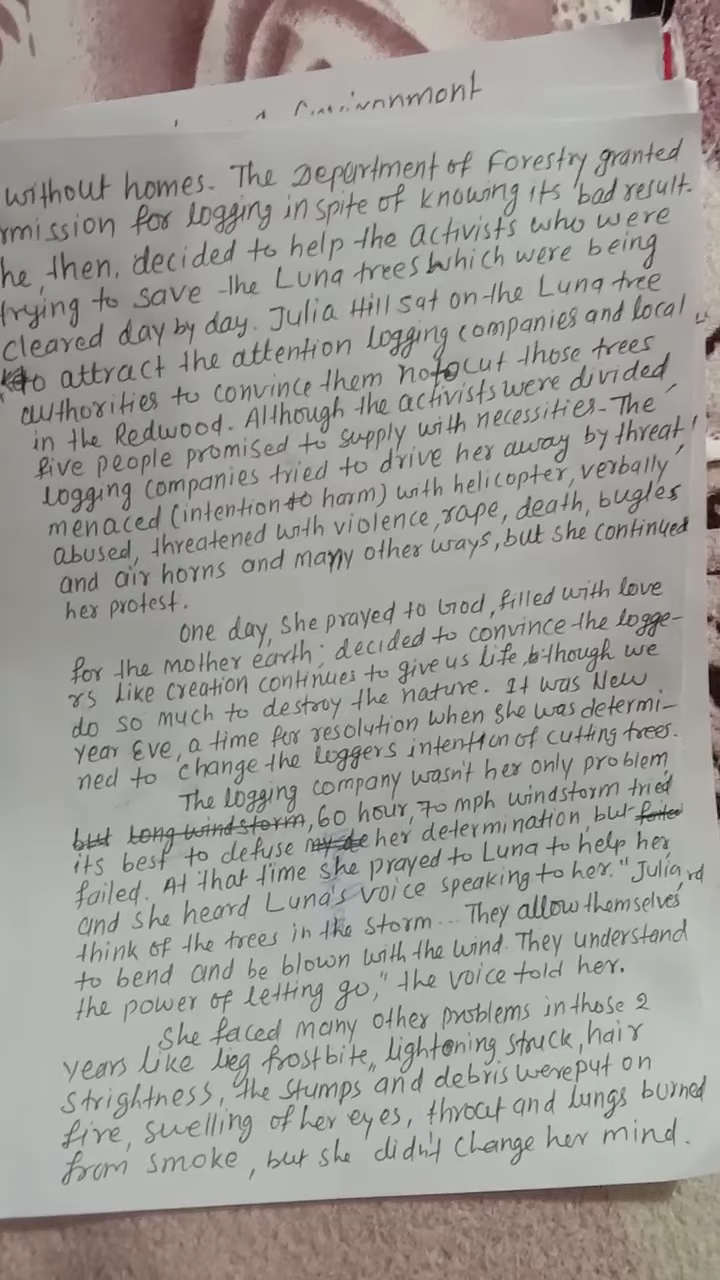 without homes. The Department of Forestry granted
rmission for logging in spite of knowing its bad result.
he, then, decided to help the activists who were
trying to save the Luna trees which were being
cleared day by day. Julia Hill sat on the Luna tree
to attract the attention logging companies and local
authorities to convince them not to cut those trees
in the Redwood. Although the activists were divided,
five people promised to supply with necessities. The
logging companies tried to drive her away by threat,
menaced (intention to harm) with helicopter, verbally
abused, threatened with violence, rape, death, bugles
and air horns and many other ways, but she continued
her protest.
One day, she prayed to God, filled with love
for the mother earth; decided to convince the logge-
rs like creation continues to give us life though we
do so much to destroy the nature. It was New
year Eve, a time for resolution when she was determi-
ned to change the loggers intention of cutting trees.
The logging company wasn't her only problem,
but long windstorm, 60 hour, 70 mph windstorm tried
its best to defuse her determination but failed
failed. At that time she prayed to Luna to help her
and she heard Luna's voice speaking to her. "Julia,
think of the trees in the storm... They allow themselves
to bend and be blown with the wind. They understand
the power of letting go," the voice told her.
She faced many other problems in those 2
years like leg frostbite, lightening struck, hair
strightness, the stumps and debris were put on
fire, swelling of her eyes, throat and lungs burned
from smoke, but she didn't change her mind.